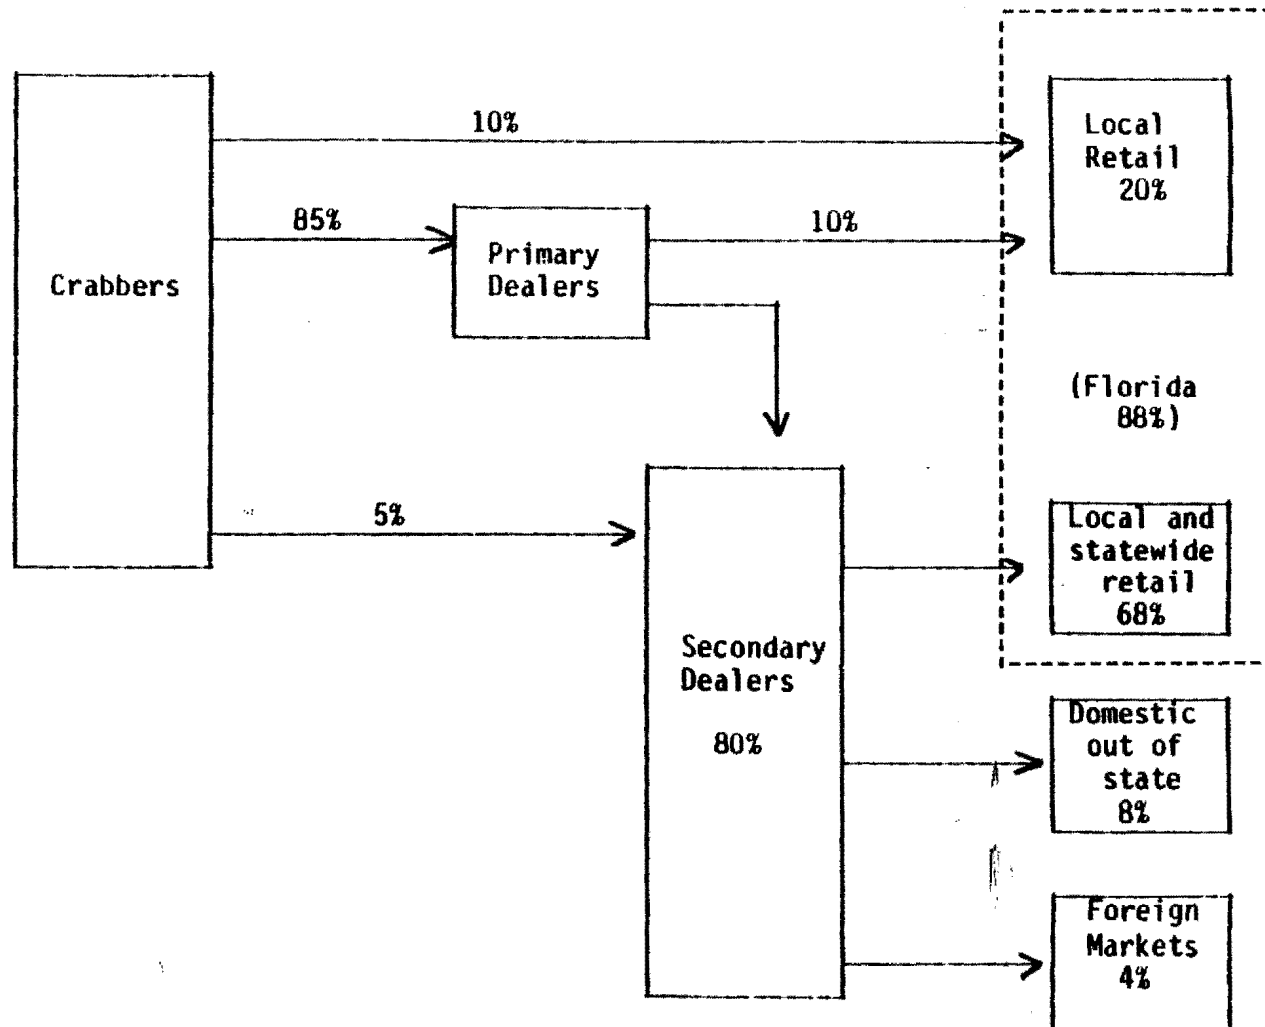 10%
Local
Retail
20%
85%
10%
Primary
Dealers
Crabbers
(Florida
88%)
5%
Local and
statewide
retail
68%
Secondary
Dealers
80%
Domestic
out of
state
8%
Foreign
Markets
4%